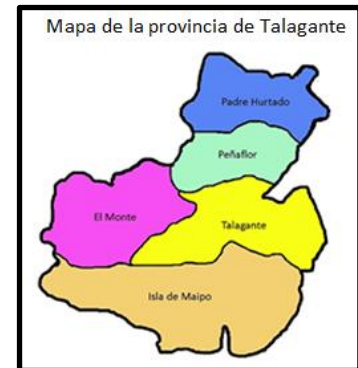 Mapa de la provincia de Talagante
Padre Hurtado
Peñaflor
El Monte
Talagante
Isla de Maipo